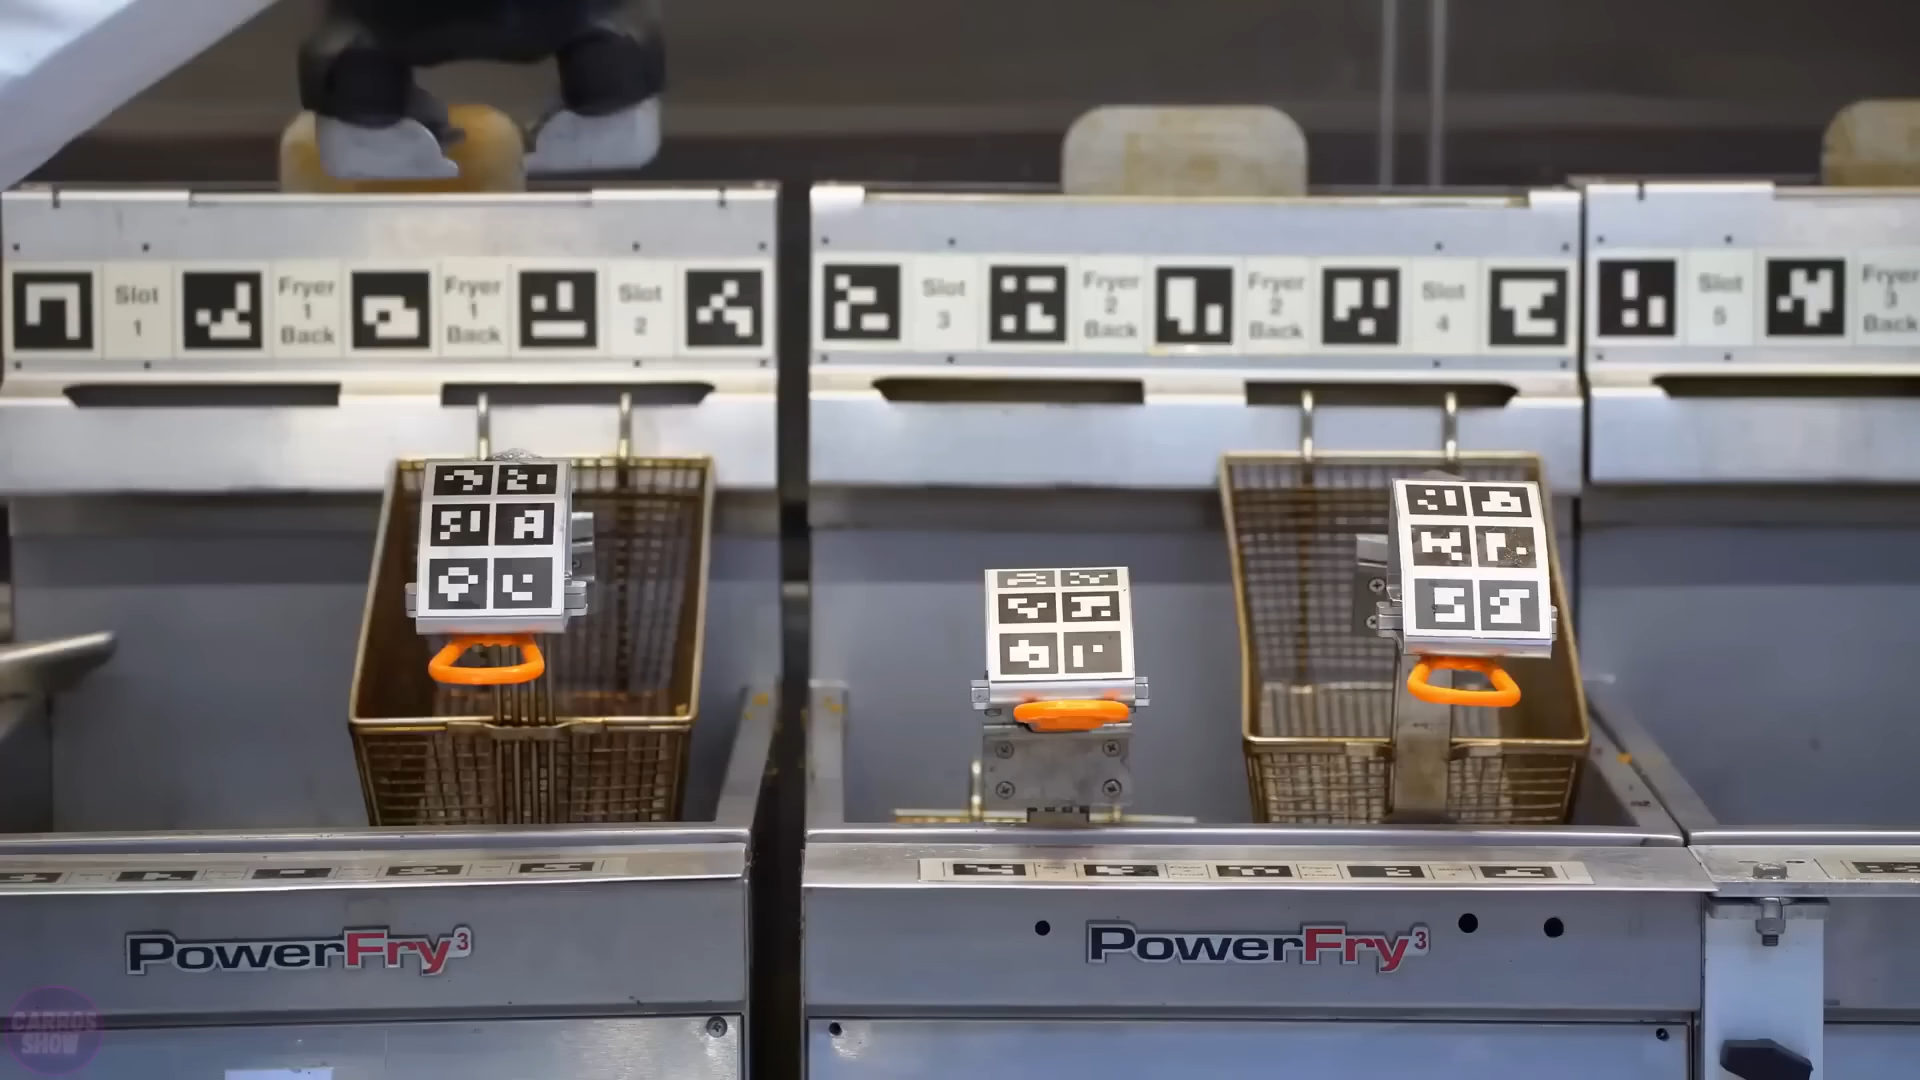 Slot
1
Fryer
1
Back
Fryer
1
Back
Slot
2
Slot
3
Fryer
2
Back
Fryer
2
Back
Slot
4
Slot
5
Fryer
3
Back
PowerFry3
PowerFry3
CARROS
SHOW